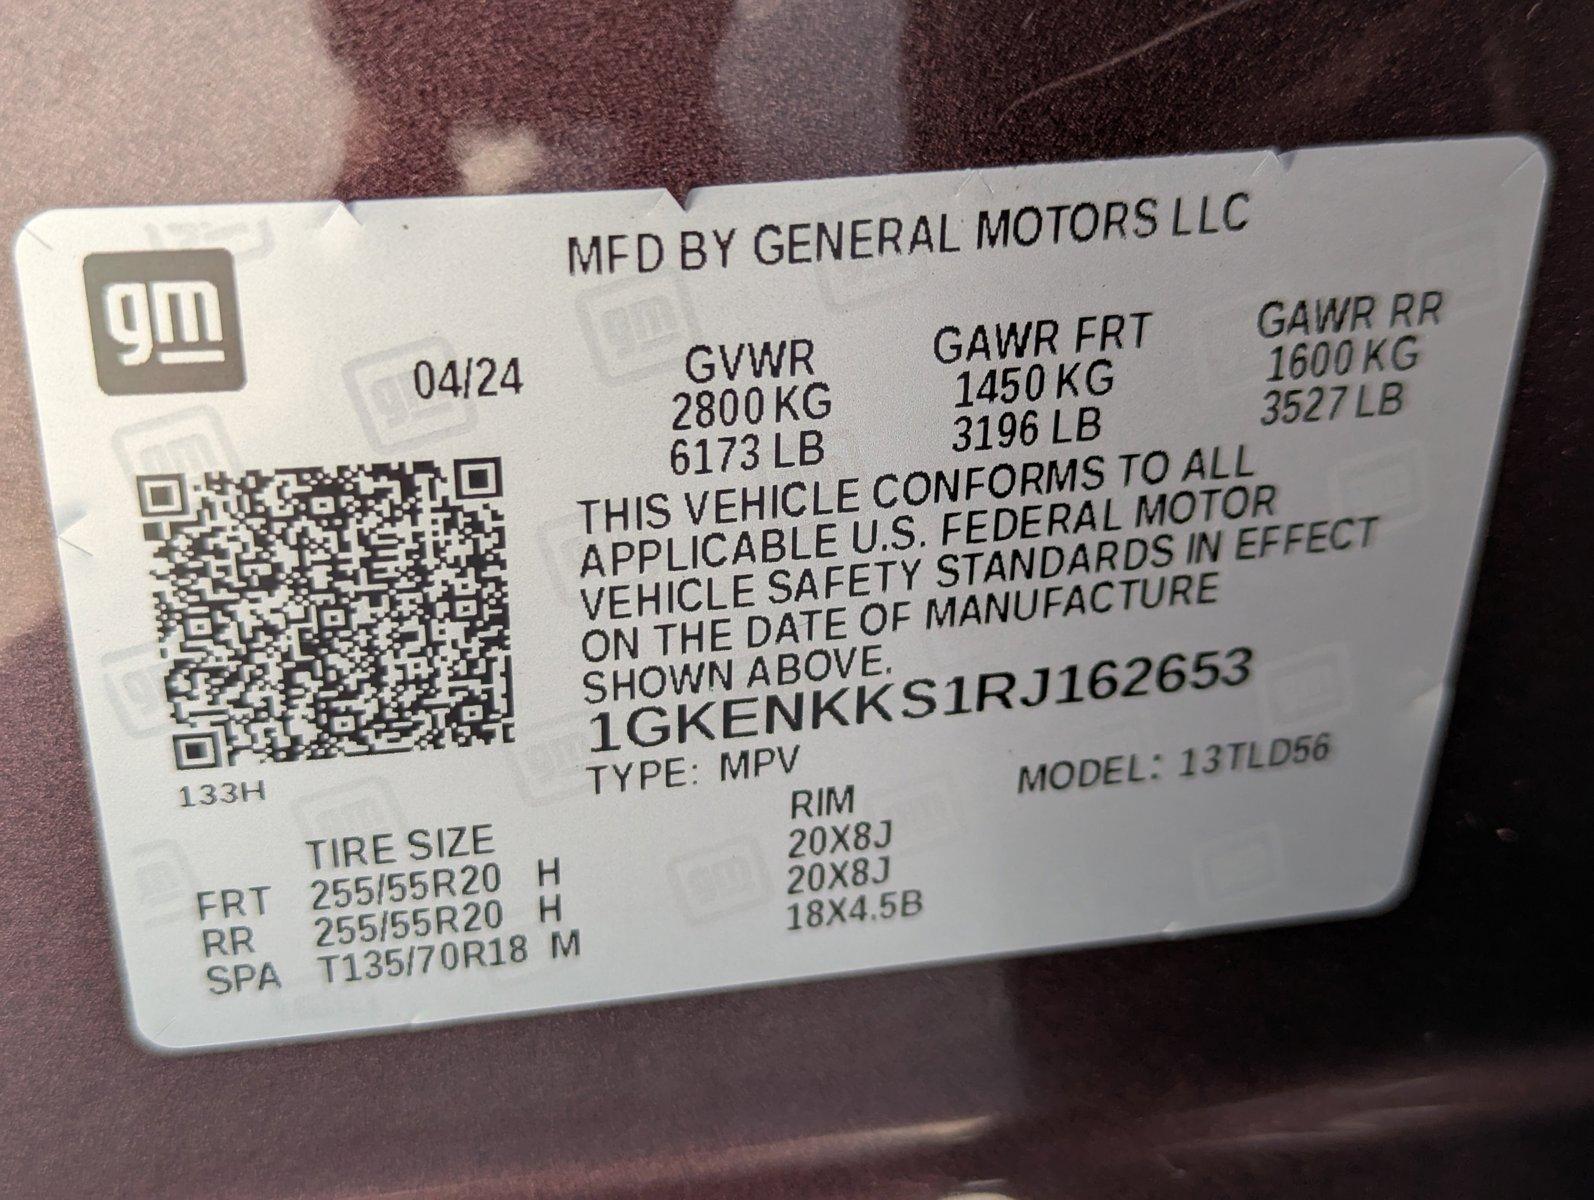 gm
MFD BY GENERAL MOTORS LLC
04/24 GVWR GAWR FRT GAWR RR
2800 KG 1450 KG 1600 KG
6173 LB 3196 LB 3527 LB
THIS VEHICLE CONFORMS TO ALL
APPLICABLE U.S. FEDERAL MOTOR
VEHICLE SAFETY STANDARDS IN EFFECT
ON THE DATE OF MANUFACTURE
SHOWN ABOVE.
1GKENKKS1RJ162653
TYPE: MPV MODEL: 13TLD56
133H
TIRE SIZE RIM
FRT 255/55R20 H 20X8J
RR 255/55R20 H 20X8J
SPA T135/70R18 M 18X4.5B